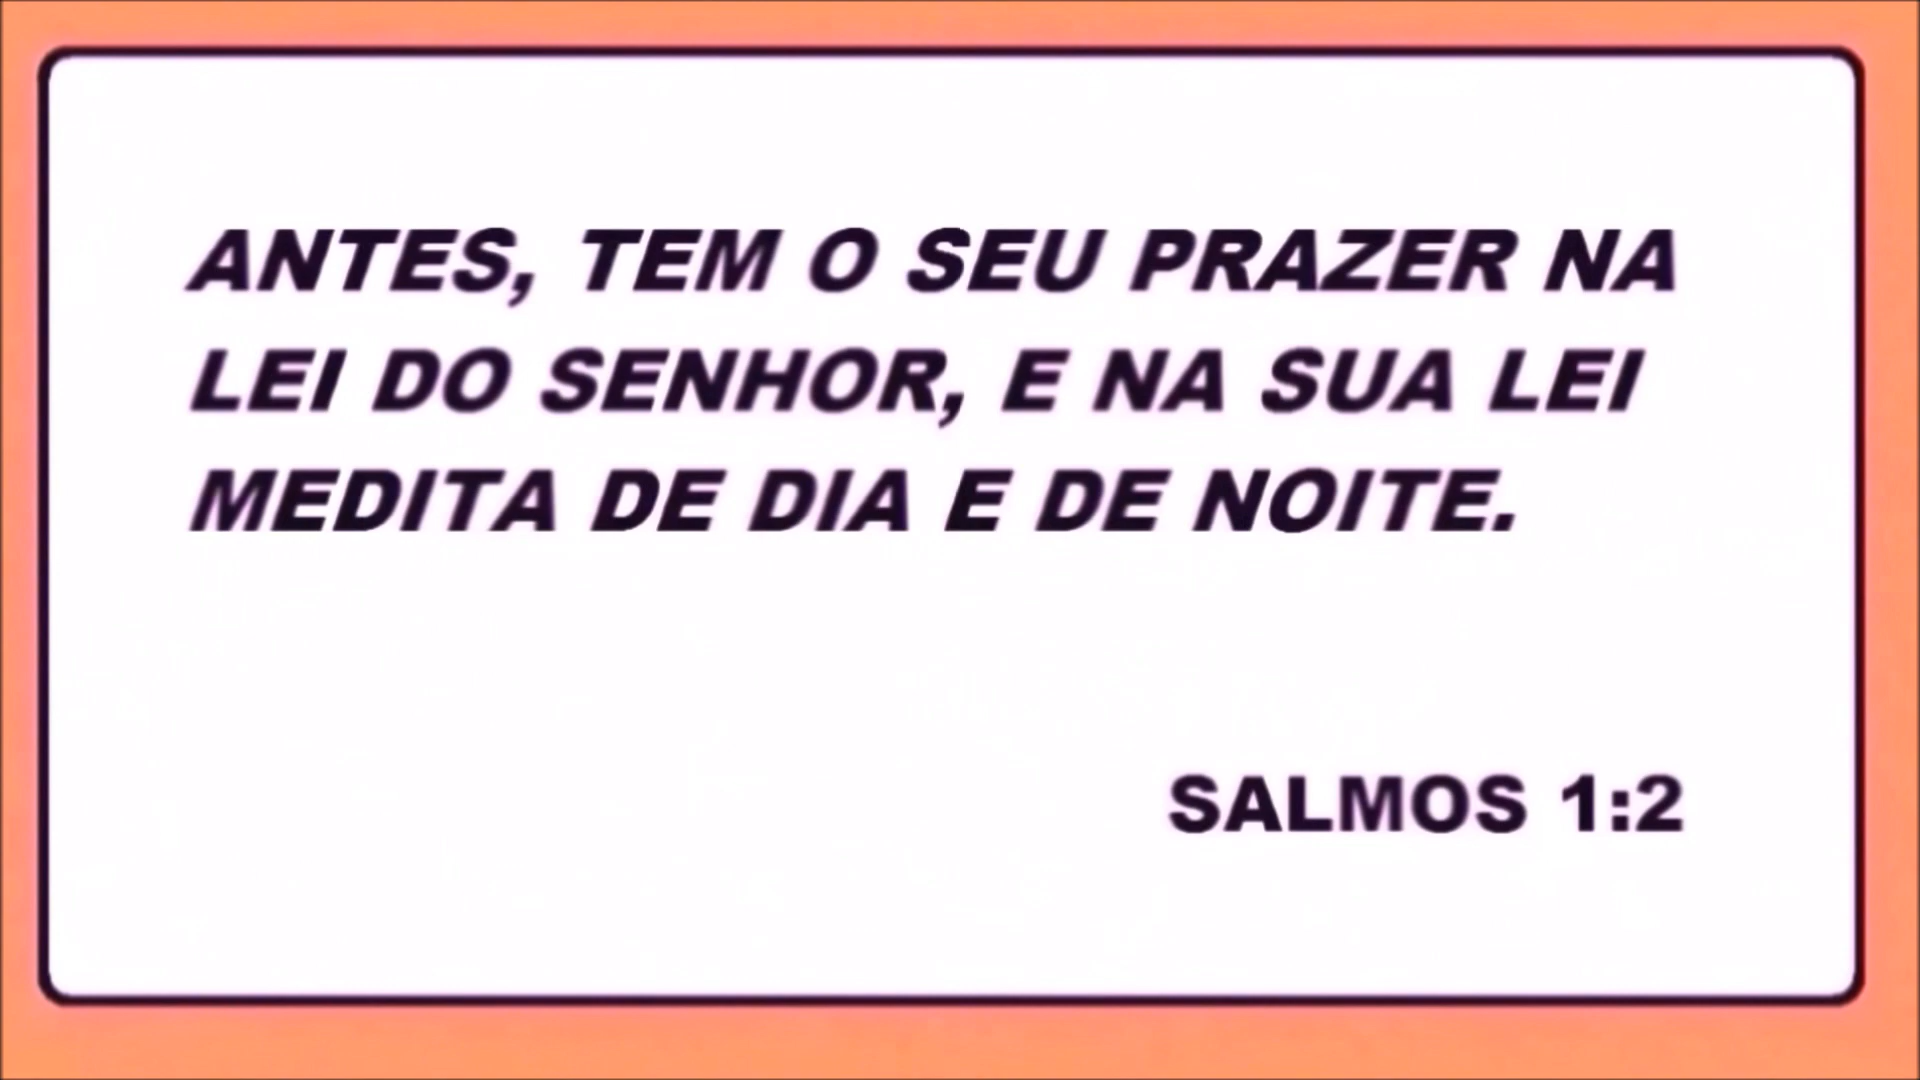 ANTES, TEM O SEU PRAZER NA
LEI DO SENHOR, E NA SUA LEI
MEDITA DE DIA E DE NOITE.
SALMOS 1:2